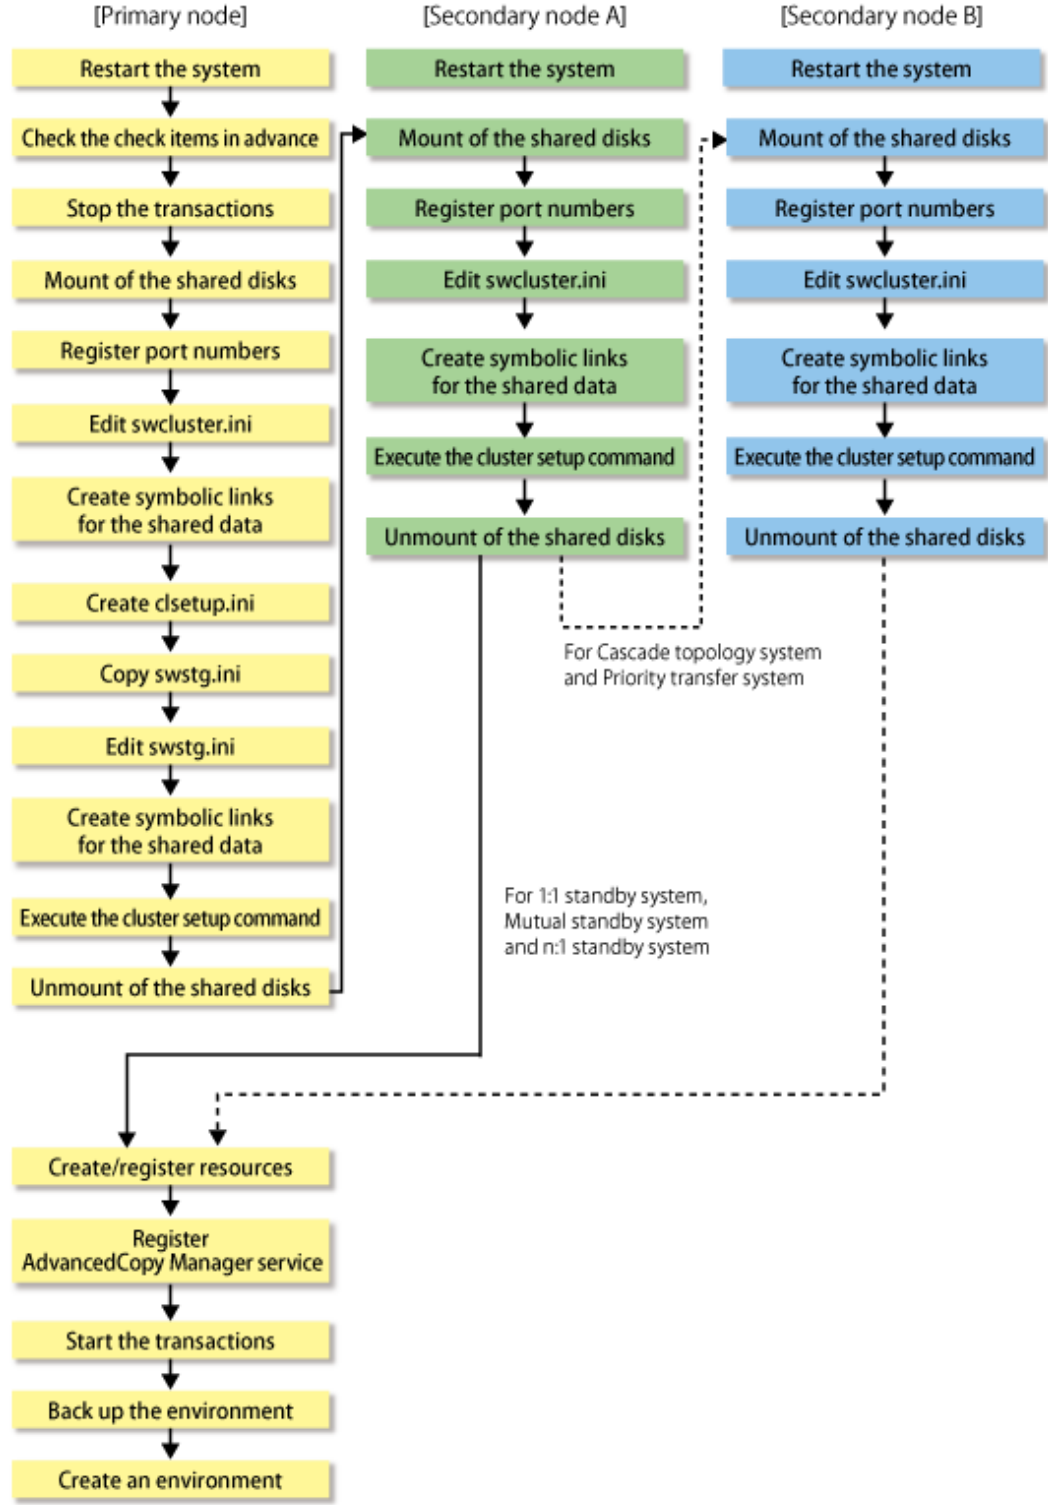 [Primary node]
Restart the system
Check the check items in advance
Stop the transactions
Mount of the shared disks
Register port numbers
Edit swcluster.ini
Create symbolic links
for the shared data
Create clsetup.ini
Copy swstg.ini
Edit swstg.ini
Create symbolic links
for the shared data
Execute the cluster setup command
Unmount of the shared disks
[Secondary node A]
Restart the system
Mount of the shared disks
Register port numbers
Edit swcluster.ini
Create symbolic links
for the shared data
Execute the cluster setup command
Unmount of the shared disks
[Secondary node B]
Restart the system
Mount of the shared disks
Register port numbers
Edit swcluster.ini
Create symbolic links
for the shared data
Execute the cluster setup command
Unmount of the shared disks
For Cascade topology system
and Priority transfer system
For 1:1 standby system,
Mutual standby system
and n:1 standby system
Create/register resources
Register
AdvancedCopy Manager service
Start the transactions
Back up the environment
Create an environment